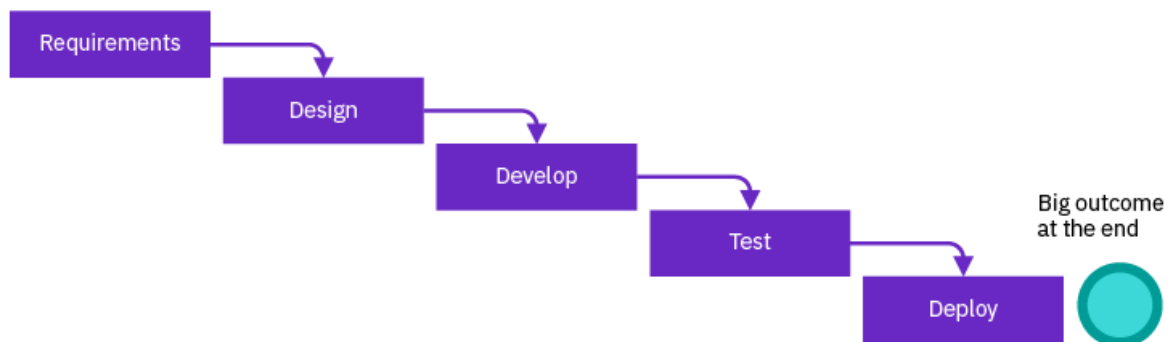 Requirements
Design
Develop
Test
Big outcome
at the end
Deploy